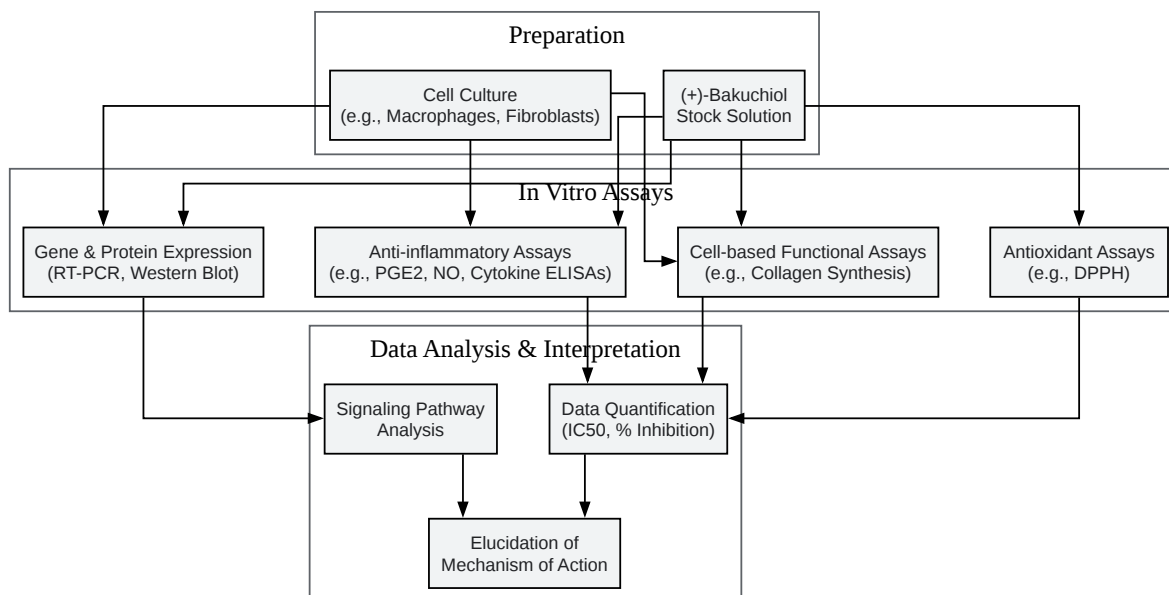 Preparation
Cell Culture
(e.g., Macrophages, Fibroblasts)
(+)-Bakuchiol
Stock Solution
In Vitro Assays
Gene & Protein Expression
(RT-PCR, Western Blot)
Anti-inflammatory Assays
(e.g., PGE2, NO, Cytokine ELISAs)
Cell-based Functional Assays
(e.g., Collagen Synthesis)
Antioxidant Assays
(e.g., DPPH)
Data Analysis & Interpretation
Signaling Pathway
Analysis
Data Quantification
(IC50, % Inhibition)
Elucidation of
Mechanism of Action